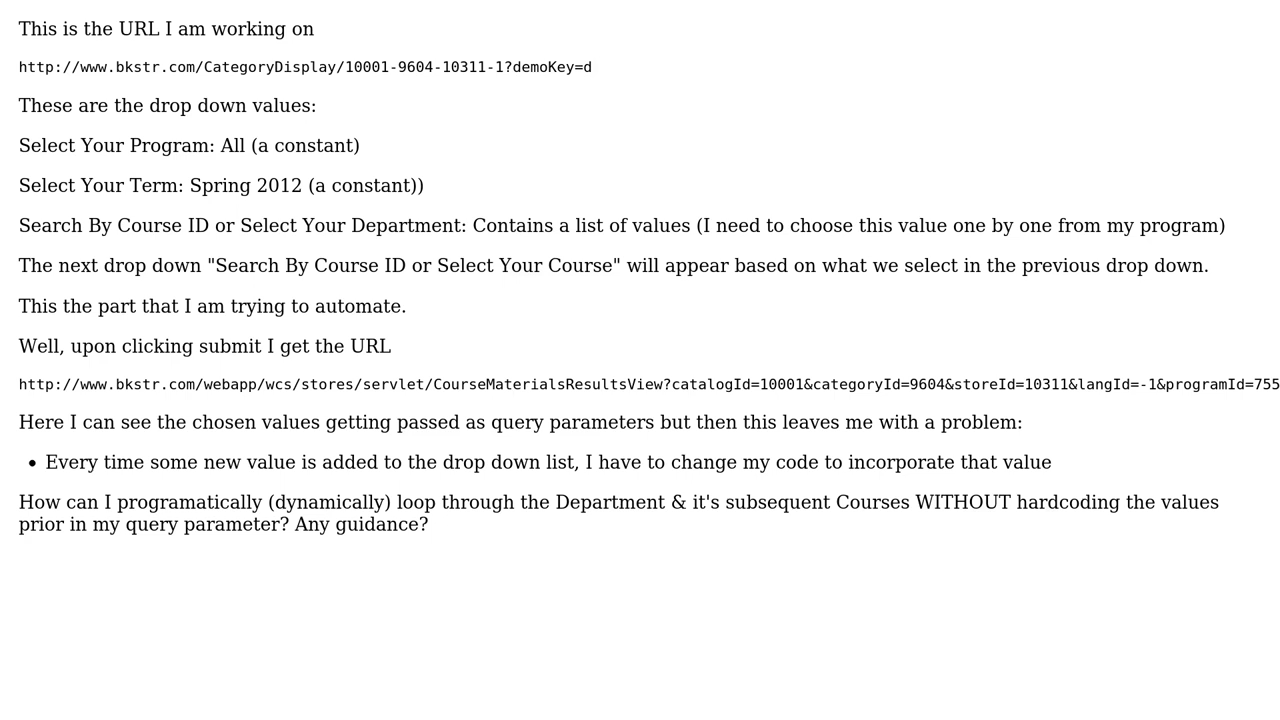 This is the URL I am working on
http://www.bkstr.com/CategoryDisplay/10001-9604-10311-1?demoKey=d
These are the drop down values:
Select Your Program: All (a constant)
Select Your Term: Spring 2012 (a constant))
Search By Course ID or Select Your Department: Contains a list of values (I need to choose this value one by one from my program)
The next drop down "Search By Course ID or Select Your Course" will appear based on what we select in the previous drop down.
This the part that I am trying to automate.
Well, upon clicking submit I get the URL
http://www.bkstr.com/webapp/wcs/stores/servlet/CourseMaterialsResultsView?catalogId=10001&categoryId=9604&storeId=10311&langId=-1&programId=755
Here I can see the chosen values getting passed as query parameters but then this leaves me with a problem:
• Every time some new value is added to the drop down list, I have to change my code to incorporate that value
How can I programatically (dynamically) loop through the Department & it's subsequent Courses WITHOUT hardcoding the values
prior in my query parameter? Any guidance?